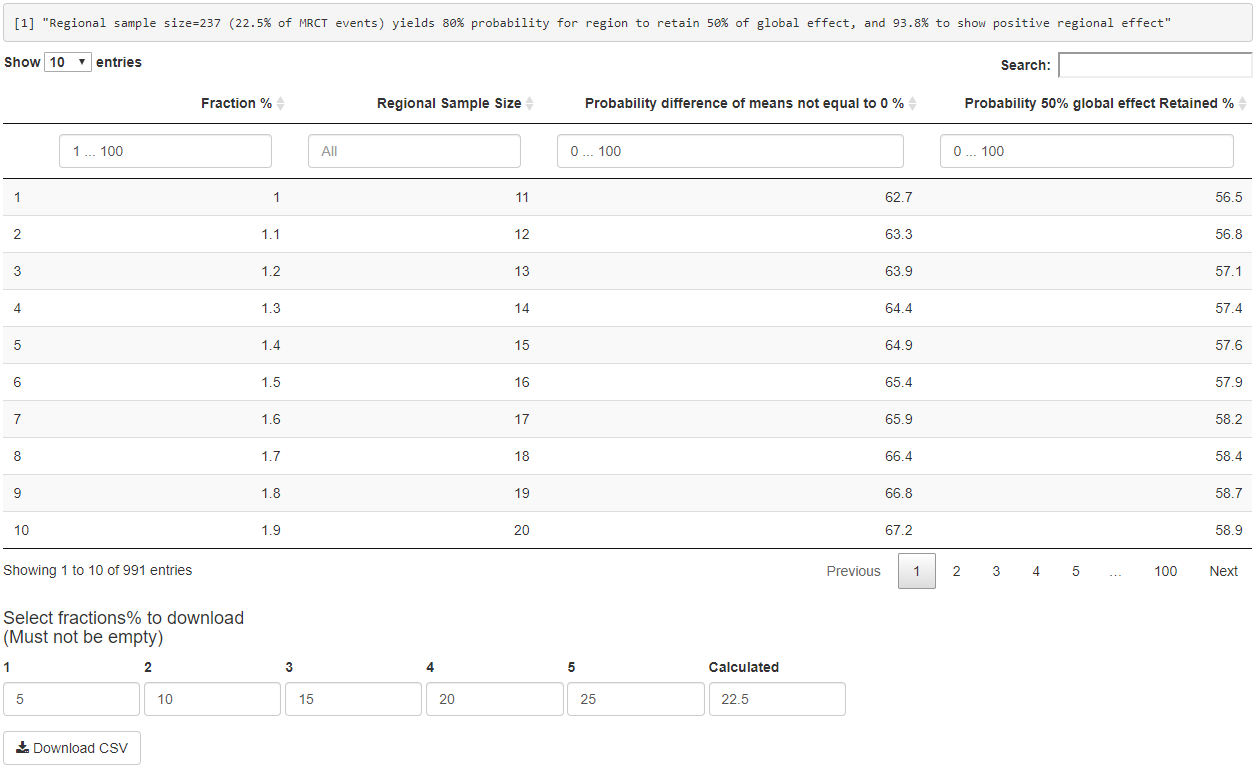 [1] "Regional sample size=237 (22.5% of MRCT events) yields 80% probability for region to retain 50% of global effect, and 93.8% to show positive regional effect"
Show 10 entries Search:
Fraction % Regional Sample Size Probability difference of means not equal to 0 % Probability 50% global effect Retained %
1 ... 100 All 0 ... 100 0 ... 100
1 1 11 62.7 56.5
2 1.1 12 63.3 56.8
3 1.2 13 63.9 57.1
4 1.3 14 64.4 57.4
5 1.4 15 64.9 57.6
6 1.5 16 65.4 57.9
7 1.6 17 65.9 58.2
8 1.7 18 66.4 58.4
9 1.8 19 66.8 58.7
10 1.9 20 67.2 58.9
Showing 1 to 10 of 991 entries Previous 1 2 3 4 5 ... 100 Next
Select fractions% to download
(Must not be empty)
1 2 3 4 5 Calculated
5 10 15 20 25 22.5
Download CSV